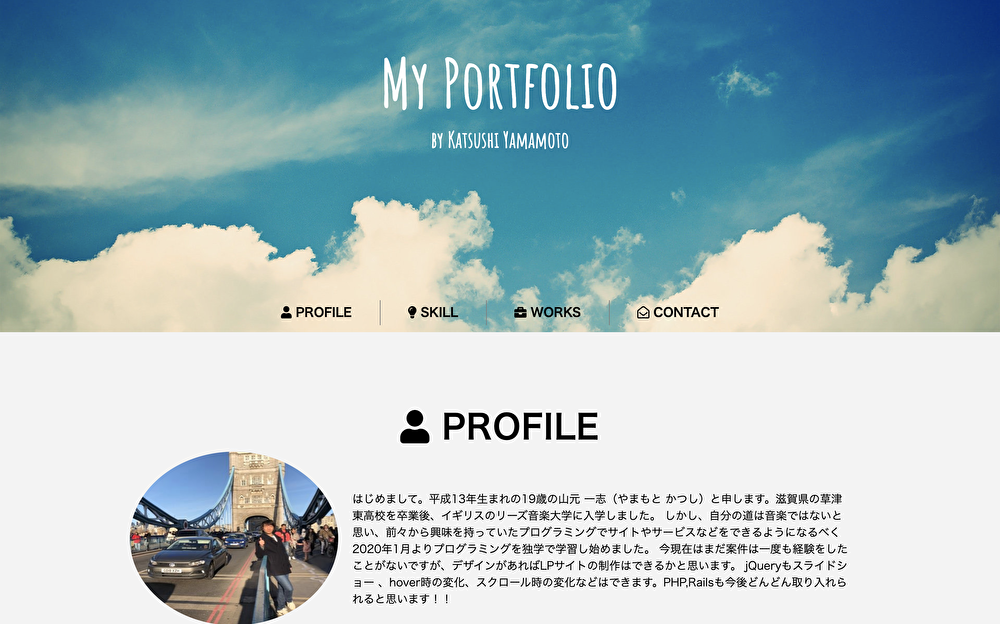 My Portfolio
by Katsushi Yamamoto
PROFILE
SKILL
WORKS
CONTACT
PROFILE
はじめまして。平成13年生まれの19歳の山元 一志（やまもと かつし）と申します。滋賀県の草津
東高校を卒業後、イギリスのリーズ音楽大学に入学しました。 しかし、自分の道は音楽ではないと
思い、前々から興味を持っていたプログラミングでサイトやサービスなどをできるようになるべく
2020年1月よりプログラミングを独学で学習し始めました。 今現在はまだ案件は一度も経験をした
ことがないですが、デザインがあればLPサイトの制作はできるかと思います。 jQueryもスライドシ
ョー 、hover時の変化、スクロール時の変化などはできます。PHP,Railsも今後どんどん取り入れら
れると思います！！